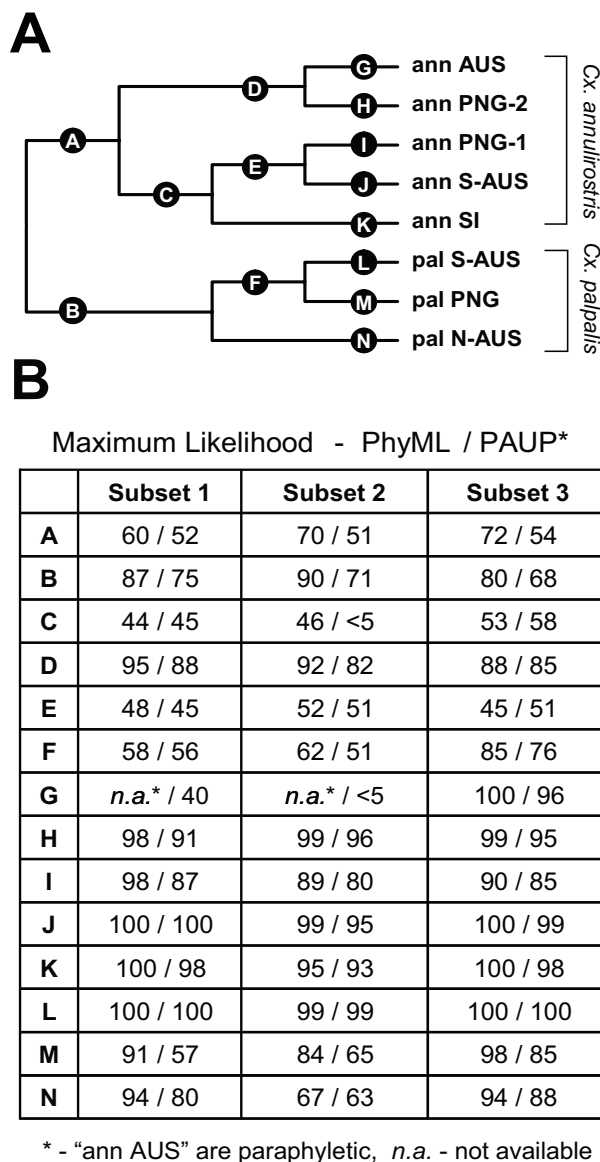 A
A
B
C
D
E
F
G
H
I
J
K
L
M
N
ann AUS
ann PNG-2
ann PNG-1
ann S-AUS
ann SI
pal S-AUS
pal PNG
pal N-AUS
Cx. annulirostris
Cx. palpalis
B
Maximum Likelihood - PhyML / PAUP*
Subset 1 Subset 2 Subset 3
A 60 / 52 70 / 51 72 / 54
B 87 / 75 90 / 71 80 / 68
C 44 / 45 46 / <5 53 / 58
D 95 / 88 92 / 82 88 / 85
E 48 / 45 52 / 51 45 / 51
F 58 / 56 62 / 51 85 / 76
G n.a.* / 40 n.a.* / <5 100 / 96
H 98 / 91 99 / 96 99 / 95
I 98 / 87 89 / 80 90 / 85
J 100 / 100 99 / 95 100 / 99
K 100 / 98 95 / 93 100 / 98
L 100 / 100 99 / 99 100 / 100
M 91 / 57 84 / 65 98 / 85
N 94 / 80 67 / 63 94 / 88
* - “ann AUS” are paraphyletic, n.a. - not available